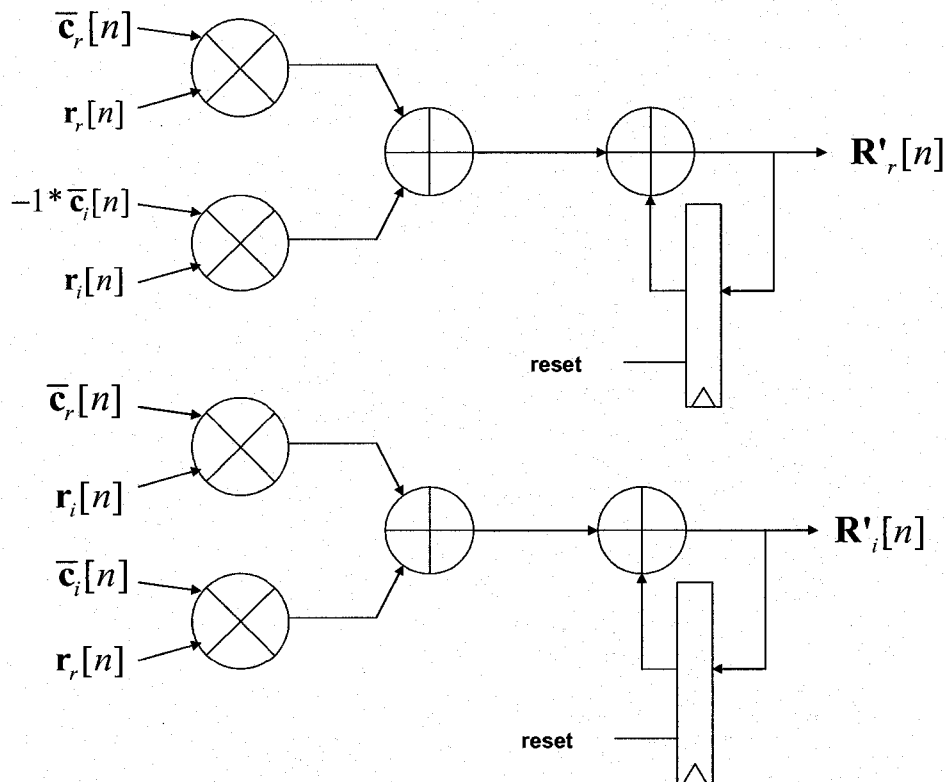 c̅_r[n]
r_r[n]
R'_r[n]
−1* c̅_i[n]
r_i[n]
reset
c̅_r[n]
r_i[n]
R'_i[n]
c̅_i[n]
r_r[n]
reset